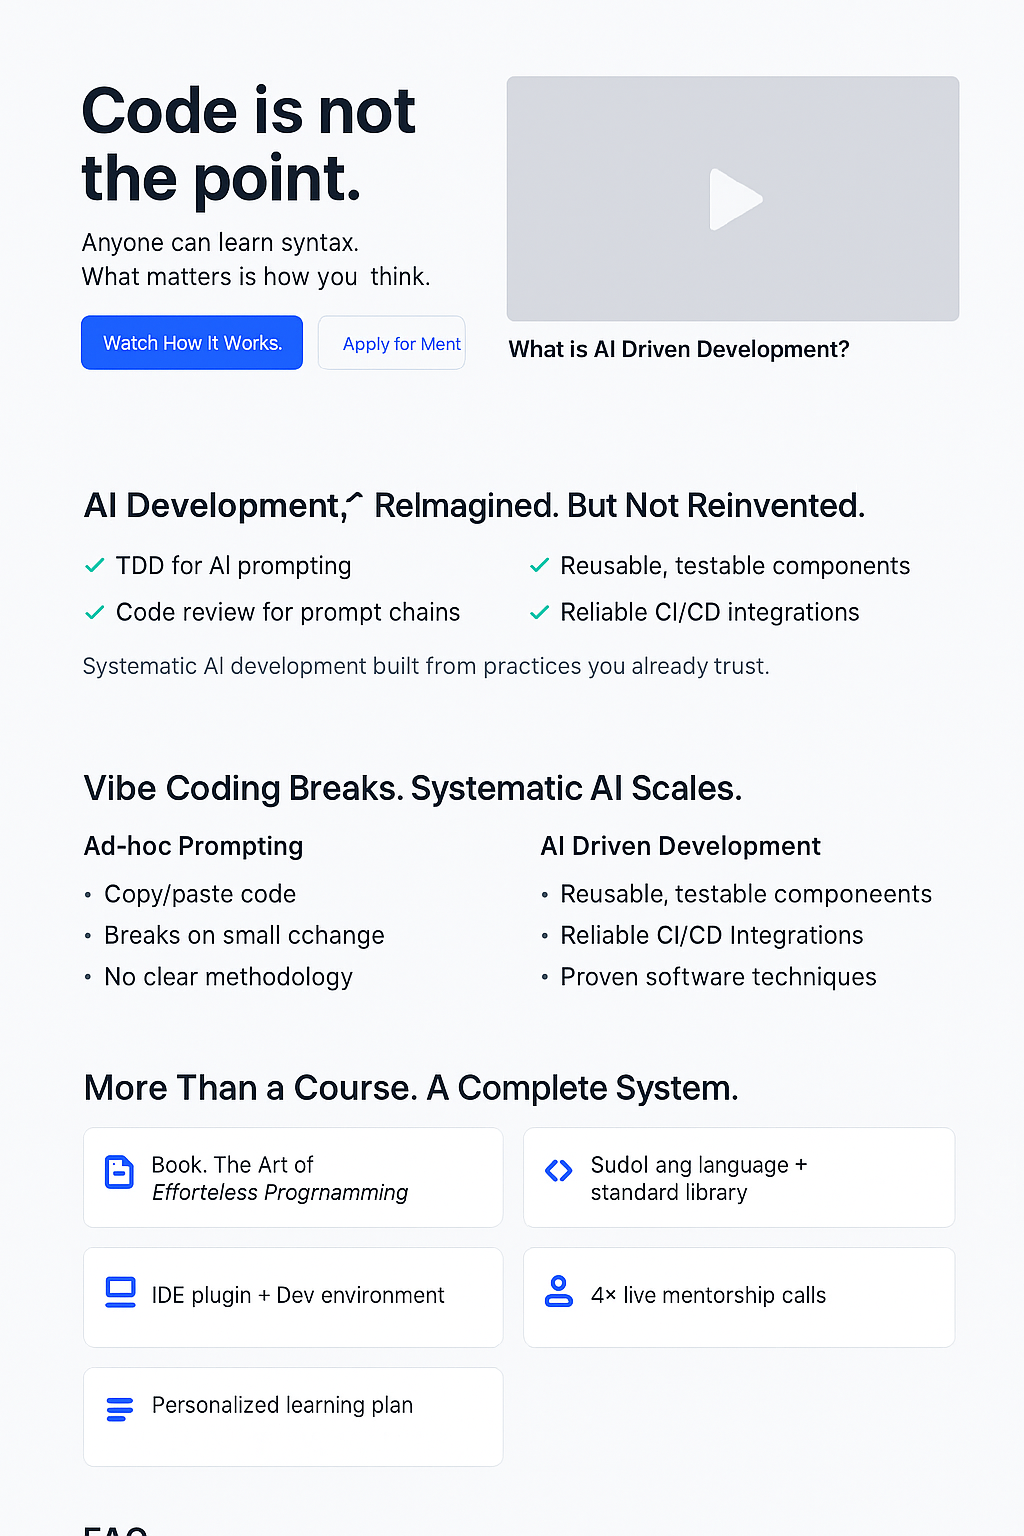 Code is not
the point.
Anyone can learn syntax.
What matters is how you think.
Watch How It Works.
Apply for Ment
What is AI Driven Development?
AI Development,^ ReImagined. But Not Reinvented.
✓ TDD for AI prompting
✓ Reusable, testable components
✓ Code review for prompt chains
✓ Reliable CI/CD integrations
Systematic AI development built from practices you already trust.
Vibe Coding Breaks. Systematic AI Scales.
Ad-hoc Prompting
• Copy/paste code
• Breaks on small cchange
• No clear methodology
AI Driven Development
• Reusable, testable componeents
• Reliable CI/CD Integrations
• Proven software techniques
More Than a Course. A Complete System.
Book. The Art of
Efforteless Progrnamming
Sudol ang language +
standard library
IDE plugin + Dev environment
4× live mentorship calls
Personalized learning plan
FAQ